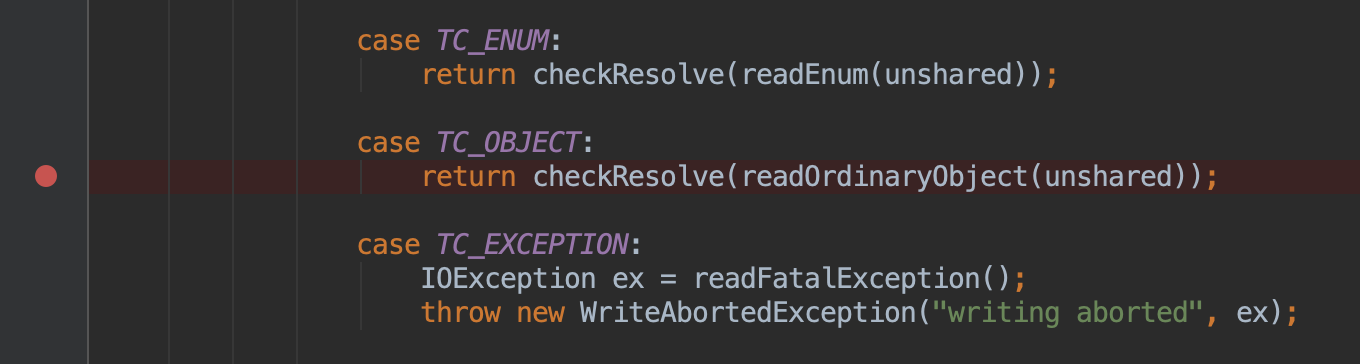 case TC_ENUM:
return checkResolve(readEnum(unshared));
case TC_OBJECT:
return checkResolve(readOrdinaryObject(unshared));
case TC_EXCEPTION:
IOException ex = readFatalException();
throw new WriteAbortedException("writing aborted", ex);